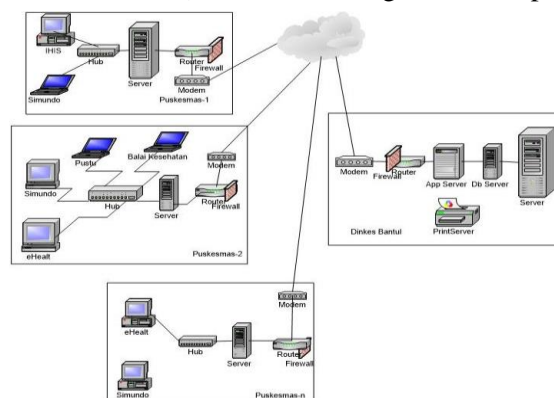 IHIS
Hub
Simundo
Server
Router
Firewall
Modem
Puskesmas-1
Pustu
Balai Kesehatan
Modem
Simundo
Hub
Server
Router
Firewall
eHealt
Puskesmas-2
Modem
Firewall
Router
App Server
Db Server
Server
PrintServer
Dinkes Bantul
Modem
eHealt
Hub
Server
Router
Firewall
Simundo
Puskesmas-n